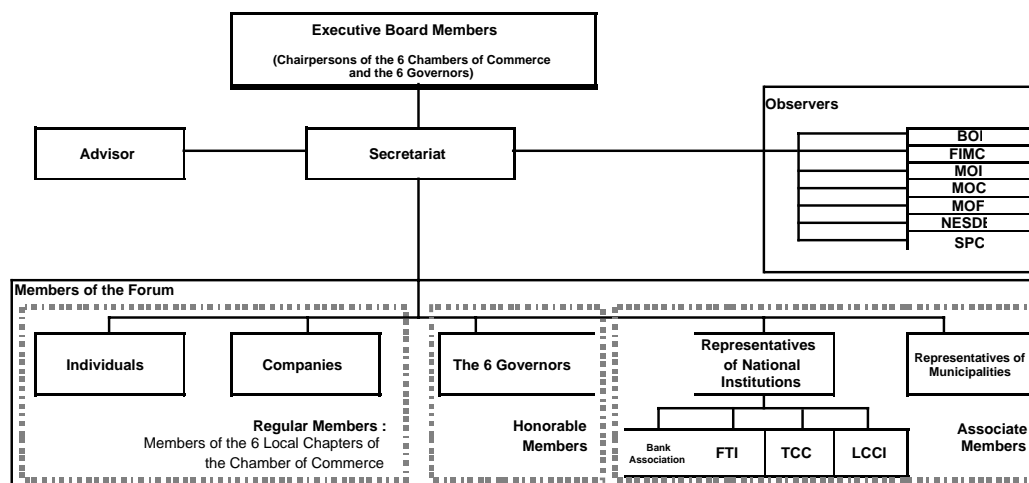 Executive Board Members
(Chairpersons of the 6 Chambers of Commerce
and the 6 Governors)
Observers
Advisor
Secretariat
BOI
FIMC
MOI
MOC
MOF
NESDE
SPC
Members of the Forum
Individuals
Companies
The 6 Governors
Representatives
of National
Institutions
Representatives of
Municipalities
Regular Members :
Members of the 6 Local Chapters of
the Chamber of Commerce
Honorable
Members
Bank
Association
FTI
TCC
LCCI
Associate
Members